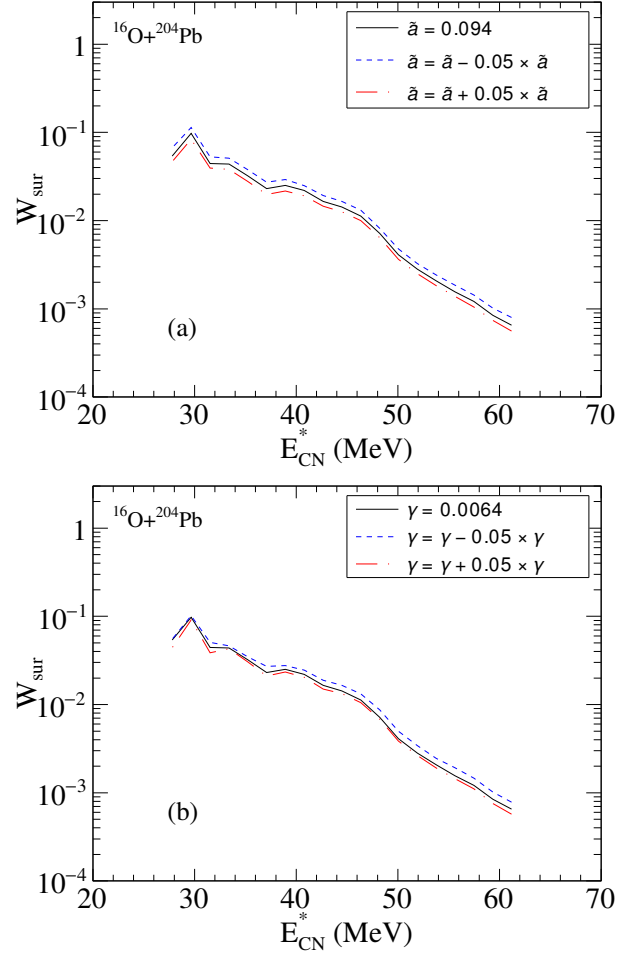 ¹⁶O+²⁰⁴Pb
ã = 0.094
ã = ã − 0.05 × ã
ã = ã + 0.05 × ã
1
10⁻¹
10⁻²
10⁻³
10⁻⁴
W_sur
(a)
20 30 40 50 60 70
E*_CN (MeV)
¹⁶O+²⁰⁴Pb
γ = 0.0064
γ = γ − 0.05 × γ
γ = γ + 0.05 × γ
1
10⁻¹
10⁻²
10⁻³
10⁻⁴
W_sur
(b)
20 30 40 50 60 70
E*_CN (MeV)